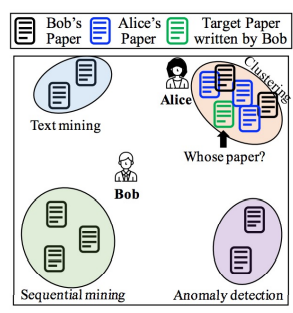 Bob's Paper
Alice's Paper
Target Paper written by Bob
Text mining
Alice
Clustering
Whose paper?
Bob
Sequential mining
Anomaly detection